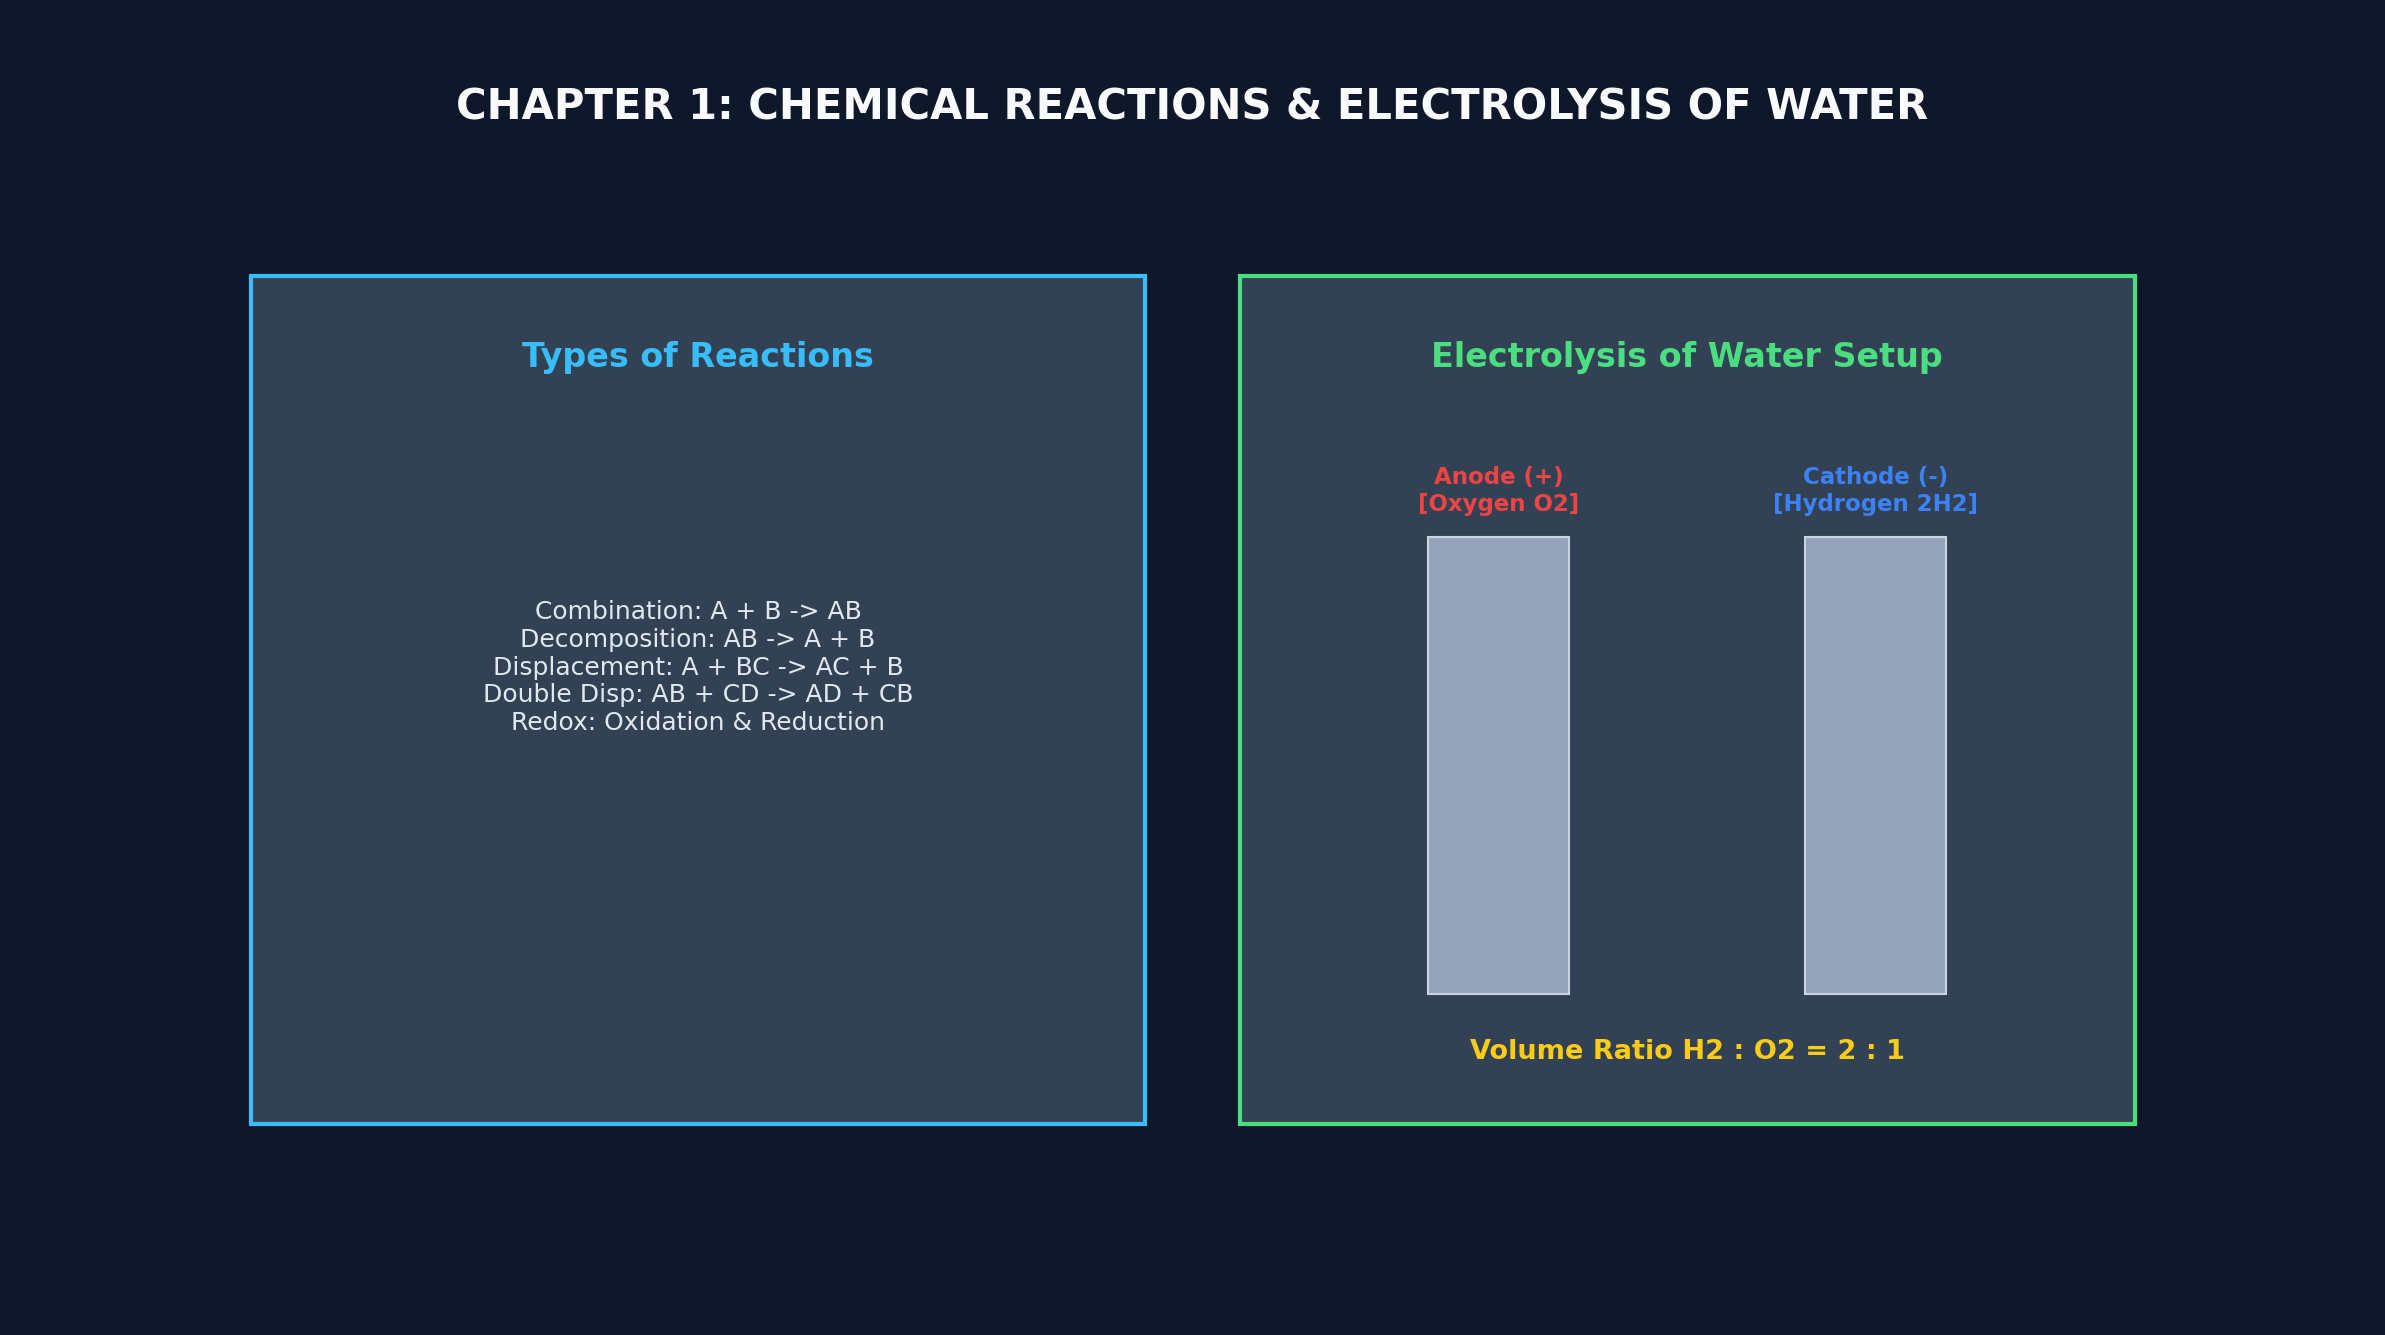 CHAPTER 1: CHEMICAL REACTIONS & ELECTROLYSIS OF WATER
Types of Reactions
Combination: A + B -> AB
Decomposition: AB -> A + B
Displacement: A + BC -> AC + B
Double Disp: AB + CD -> AD + CB
Redox: Oxidation & Reduction
Electrolysis of Water Setup
Anode (+)
[Oxygen O2]
Cathode (-)
[Hydrogen 2H2]
Volume Ratio H2 : O2 = 2 : 1